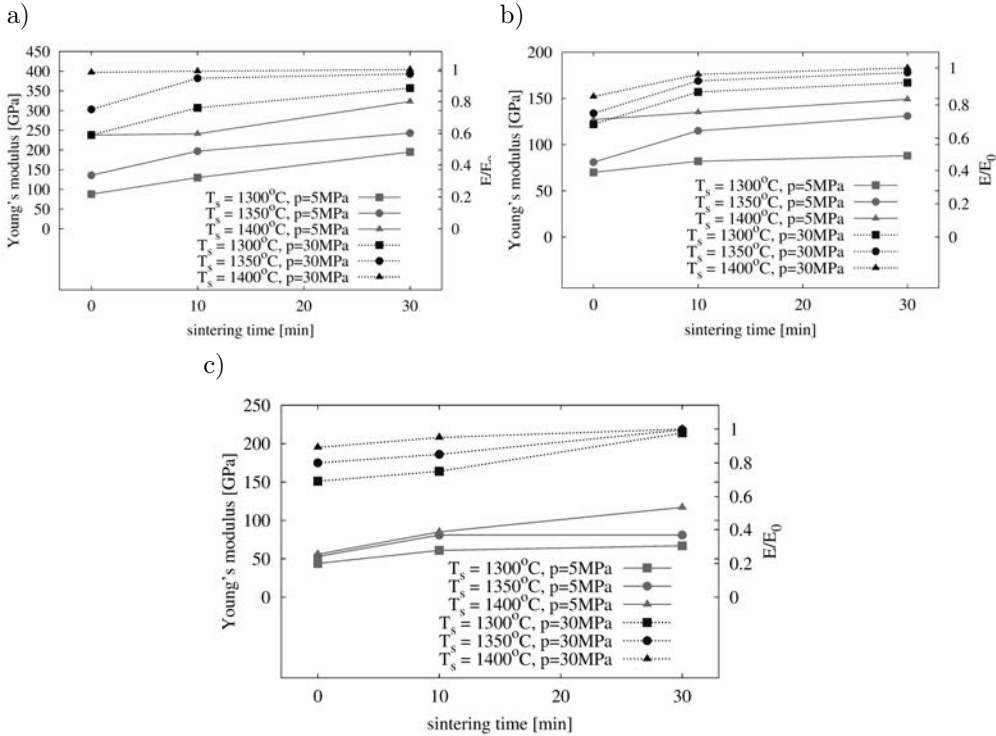 a)
450
400
350
300
250
200
150
100
50
0
Young's modulus [GPa]
1
0.8
0.6
0.4
0.2
0
T_s = 1300°C, p=5MPa
T_s = 1350°C, p=5MPa
T_s = 1400°C, p=5MPa
T_s = 1300°C, p=30MPa
T_s = 1350°C, p=30MPa
T_s = 1400°C, p=30MPa
0 10 20 30
sintering time [min]
b)
200
150
100
50
0
Young's modulus [GPa]
1
0.8
0.6
0.4
0.2
0
E/E_0
T_s = 1300°C, p=5MPa
T_s = 1350°C, p=5MPa
T_s = 1400°C, p=5MPa
T_s = 1300°C, p=30MPa
T_s = 1350°C, p=30MPa
T_s = 1400°C, p=30MPa
0 10 20 30
sintering time [min]
c)
250
200
150
100
50
0
Young's modulus [GPa]
1
0.8
0.6
0.4
0.2
0
E/E_0
T_s = 1300°C, p=5MPa
T_s = 1350°C, p=5MPa
T_s = 1400°C, p=5MPa
T_s = 1300°C, p=30MPa
T_s = 1350°C, p=30MPa
T_s = 1400°C, p=30MPa
0 10 20 30
sintering time [min]